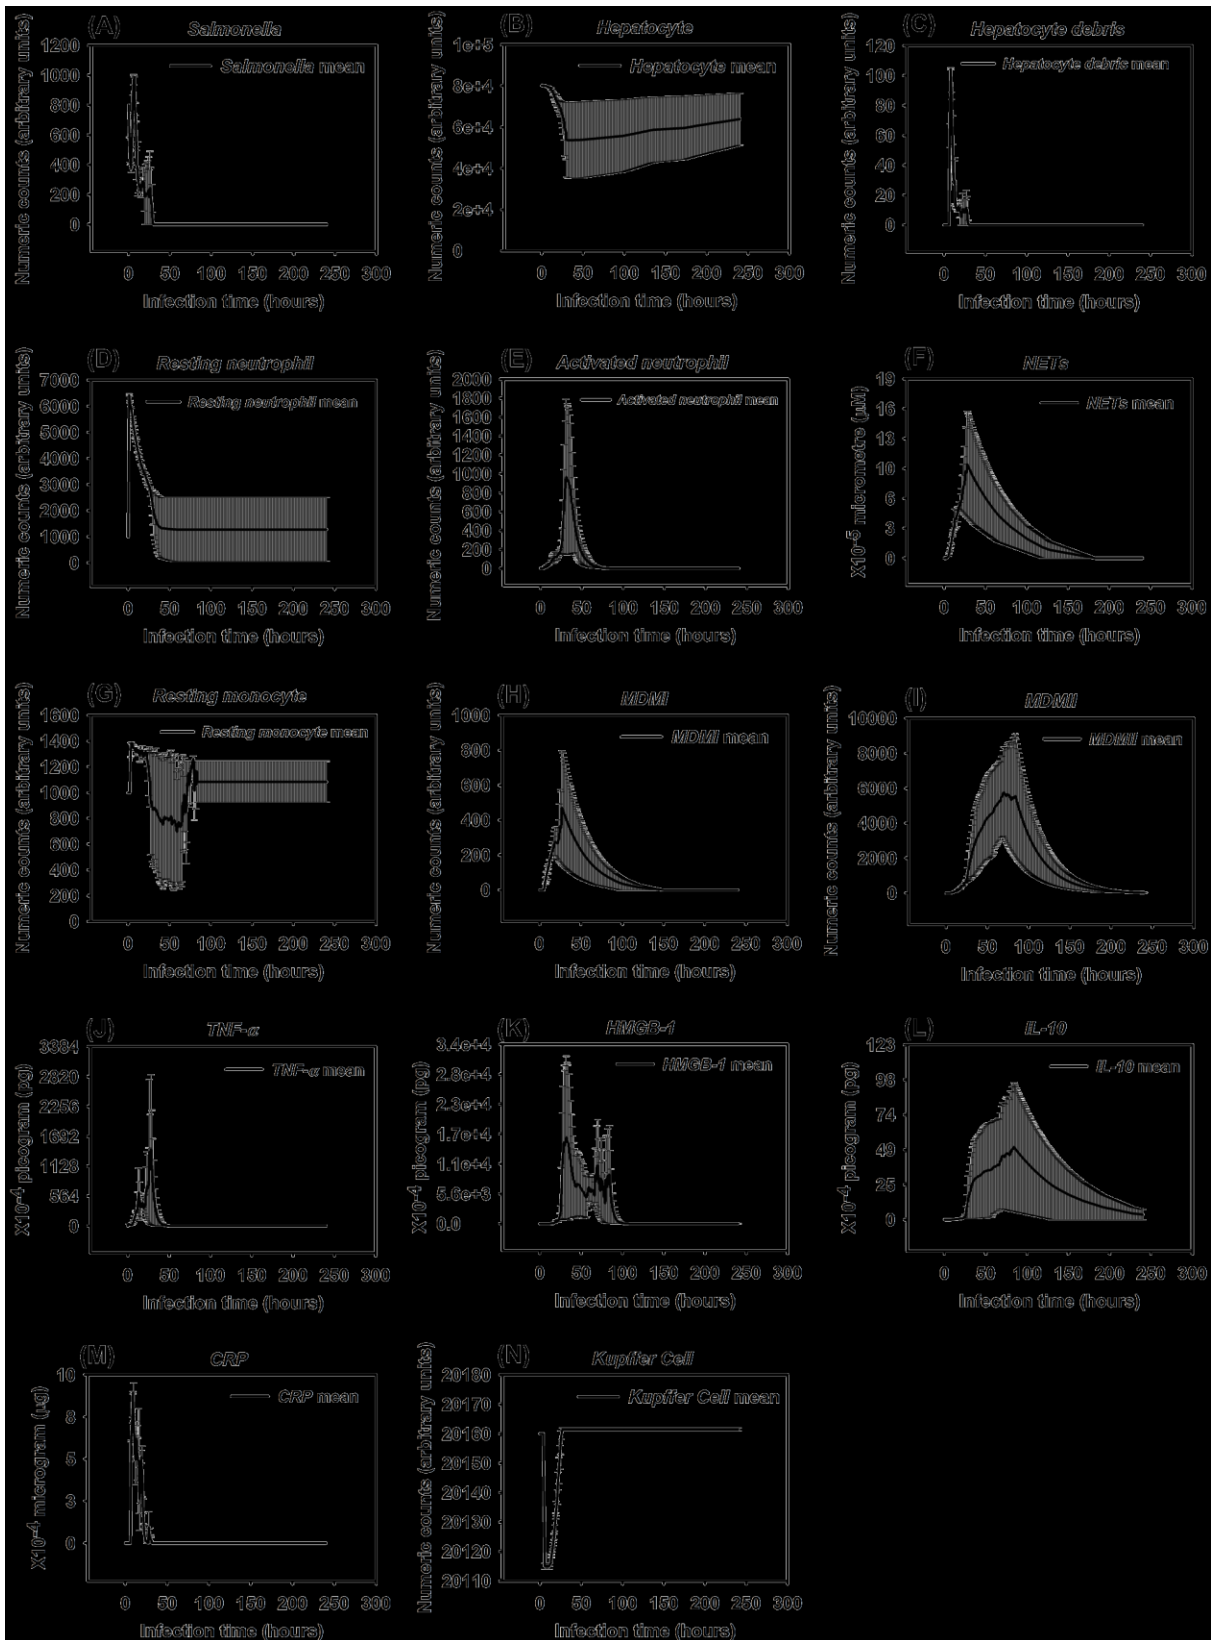 (A) Salmonella
Numeric counts (arbitrary units)
1200
1000
800
600
400
200
0
Salmonella mean
0 50 100 150 200 250 300
Infection time (hours)
(B) Hepatocyte
Numeric counts (arbitrary units)
1e+5
8e+4
6e+4
4e+4
2e+4
0
Hepatocyte mean
0 50 100 150 200 250 300
Infection time (hours)
(C) Hepatocyte debris
Numeric counts (arbitrary units)
120
100
80
60
40
20
0
Hepatocyte debris mean
0 50 100 150 200 250 300
Infection time (hours)
(D) Resting neutrophil
Numeric counts (arbitrary units)
7000
6000
5000
4000
3000
2000
1000
0
Resting neutrophil mean
0 50 100 150 200 250 300
Infection time (hours)
(E) Activated neutrophil
Numeric counts (arbitrary units)
2000
1800
1600
1400
1200
1000
800
600
400
200
0
Activated neutrophil mean
0 50 100 150 200 250 300
Infection time (hours)
(F) NETs
X10⁻⁵ micrometre (µM)
19
16
13
10
6
3
0
NETs mean
0 50 100 150 200 250 300
Infection time (hours)
(G) Resting monocyte
Numeric counts (arbitrary units)
1600
1400
1200
1000
800
600
400
200
0
Resting monocyte mean
0 50 100 150 200 250 300
Infection time (hours)
(H) MDMI
Numeric counts (arbitrary units)
1000
800
600
400
200
0
MDMI mean
0 50 100 150 200 250 300
Infection time (hours)
(I) MDMII
Numeric counts (arbitrary units)
10000
8000
6000
4000
2000
0
MDMII mean
0 50 100 150 200 250 300
Infection time (hours)
(J) TNF-α
X10⁻⁴ picogram (pg)
3384
2820
2256
1692
1128
564
0
TNF-α mean
0 50 100 150 200 250 300
Infection time (hours)
(K) HMGB-1
X10⁻⁴ picogram (pg)
3.4e+4
2.8e+4
2.3e+4
1.7e+4
1.1e+4
5.6e+3
0.0
HMGB-1 mean
0 50 100 150 200 250 300
Infection time (hours)
(L) IL-10
X10⁻⁴ picogram (pg)
123
98
74
49
25
0
IL-10 mean
0 50 100 150 200 250 300
Infection time (hours)
(M) CRP
X10⁻⁴ microgram (µg)
10
8
5
3
0
CRP mean
0 50 100 150 200 250 300
Infection time (hours)
(N) Kupffer Cell
Numeric counts (arbitrary units)
20180
20170
20160
20150
20140
20130
20120
20110
Kupffer Cell mean
0 50 100 150 200 250 300
Infection time (hours)